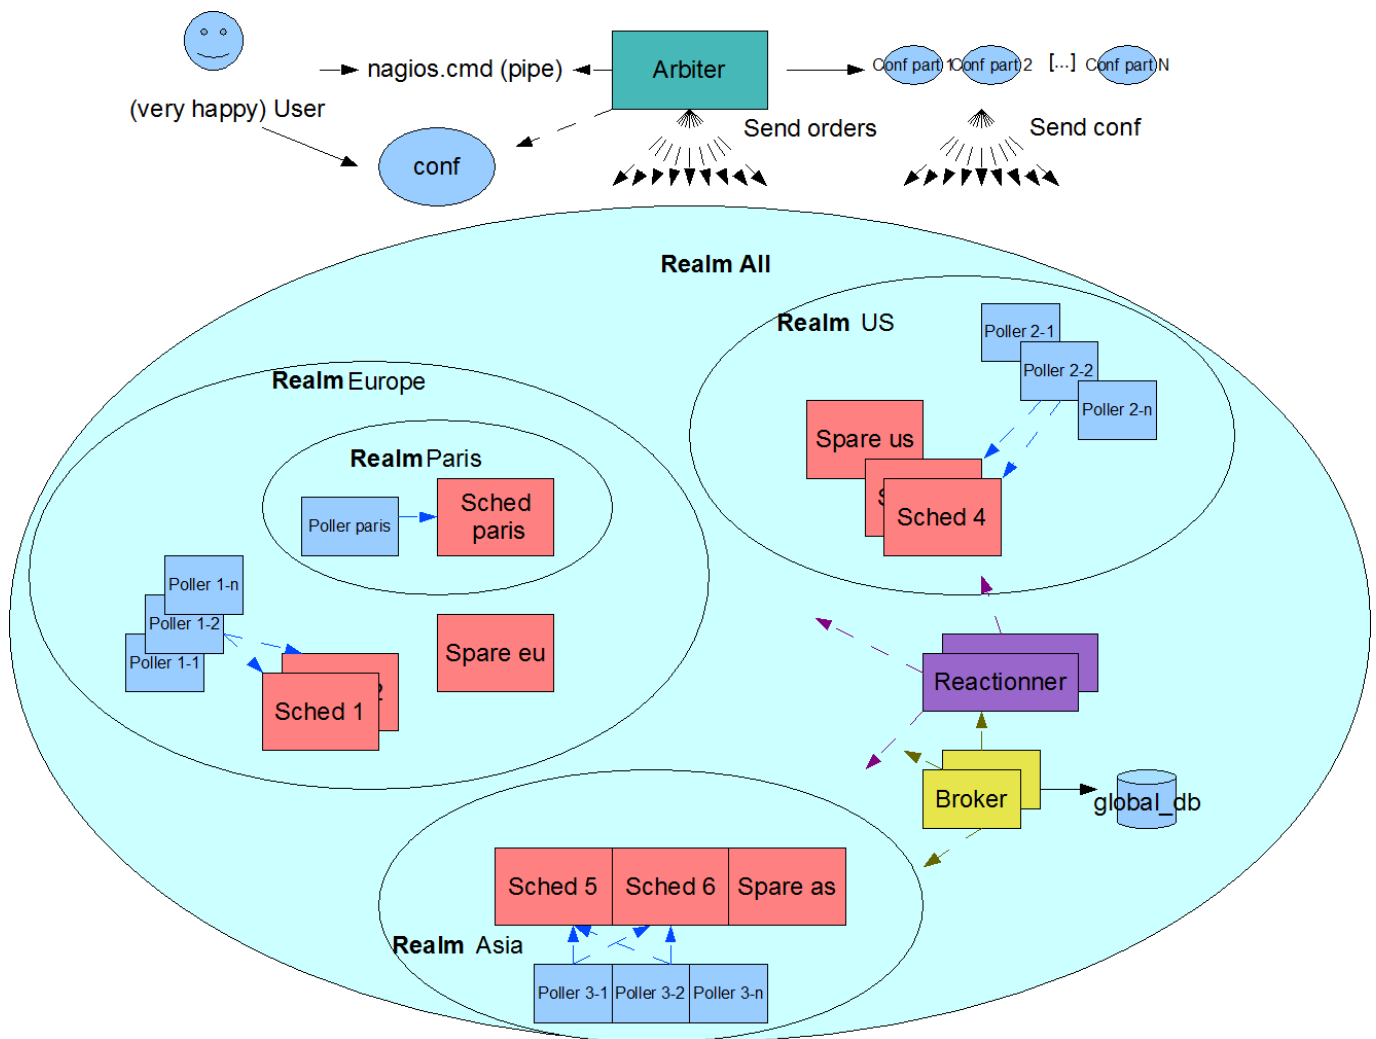 nagios.cmd (pipe)
Arbiter
Conf part 1
Conf part 2
[...]
Conf part N
(very happy) User
Send orders
Send conf
conf
Realm All
Realm US
Poller 2-1
Poller 2-2
Poller 2-n
Realm Europe
Spare us
S
Sched 4
Realm Paris
Sched
paris
Poller paris
Poller 1-n
Poller 1-2
Poller 1-1
Spare eu
2
Sched 1
Reactionner
Broker
global_db
Sched 5
Sched 6
Spare as
Realm Asia
Poller 3-1
Poller 3-2
Poller 3-n